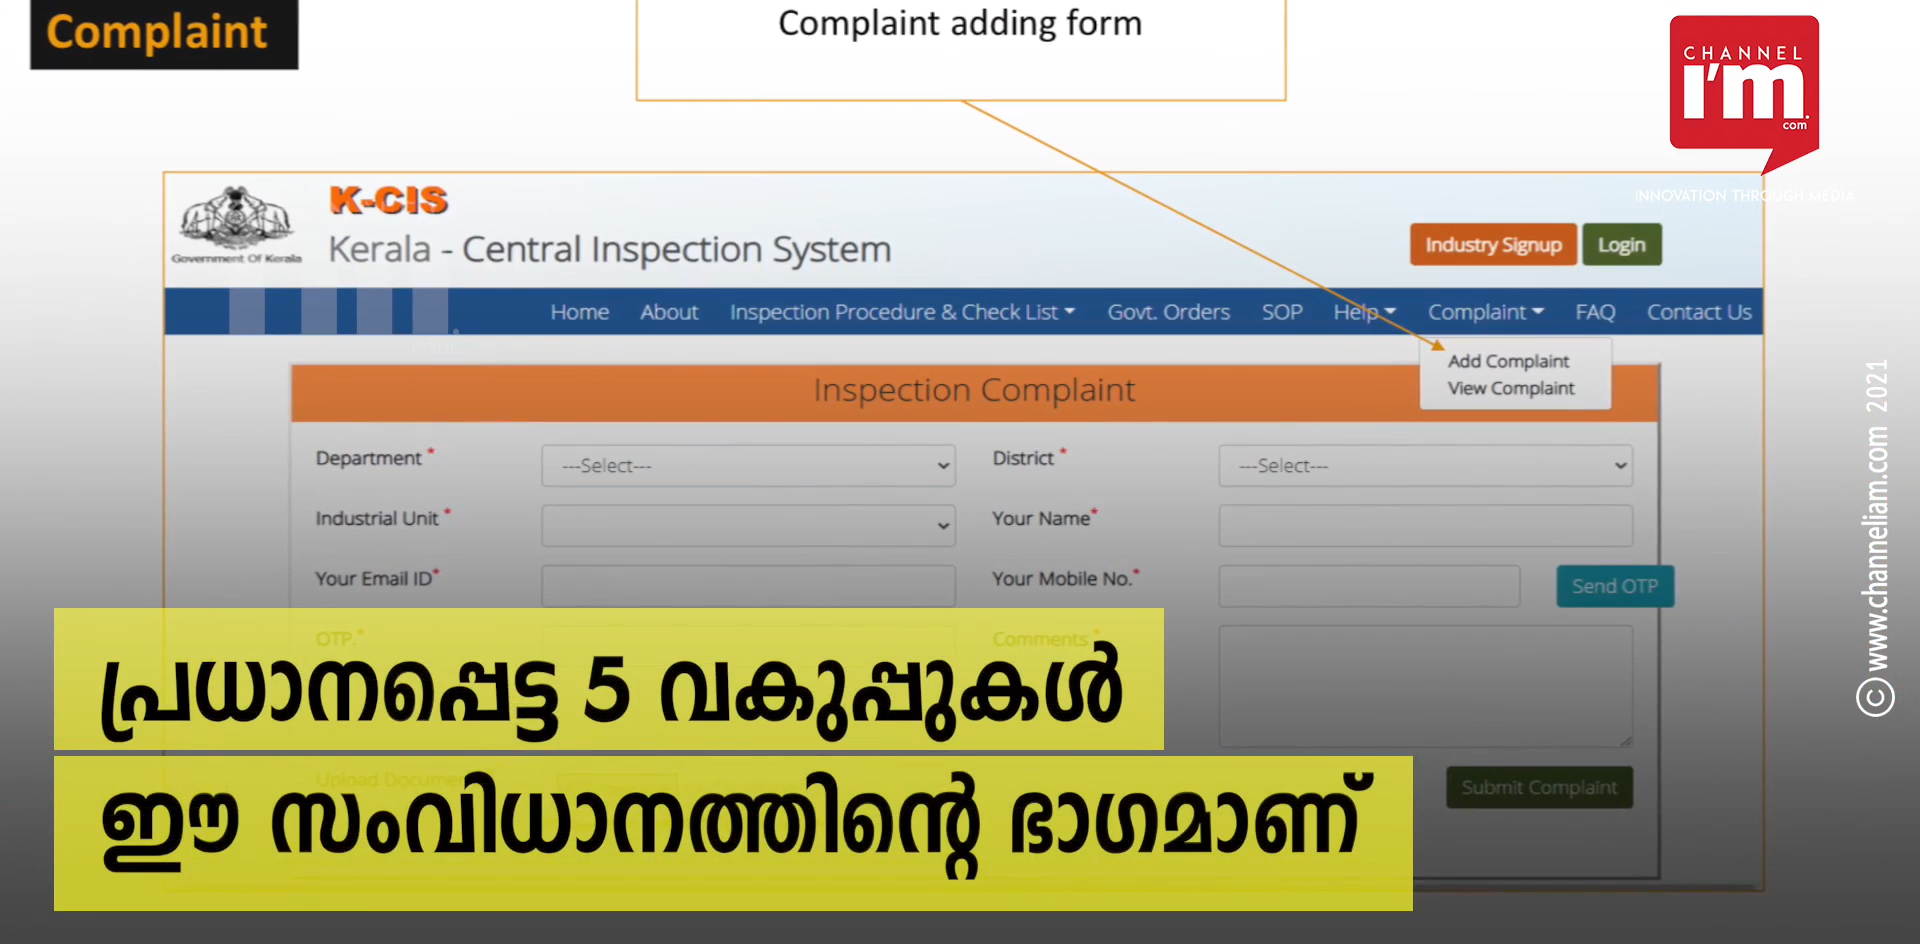 Complaint
Complaint adding form
CHANNEL
I'm
.com
INNOVATION THROUGH MEDIA
K-CIS
Government Of Kerala
Kerala - Central Inspection System
Industry Signup Login
Home About Inspection Procedure & Check List Govt. Orders SOP Help Complaint FAQ Contact Us
Add Complaint
View Complaint
Inspection Complaint
Department * ---Select--- District * ---Select---
Industrial Unit * Your Name*
Your Email ID* Your Mobile No.* Send OTP
OTP.* Comments *
പ്രധാനപ്പെട്ട 5 വകുപ്പുകൾ
Upload Document
Submit Complaint
ഈ സംവിധാനത്തിന്റെ ഭാഗമാണ്
© www.channeliam.com 2021